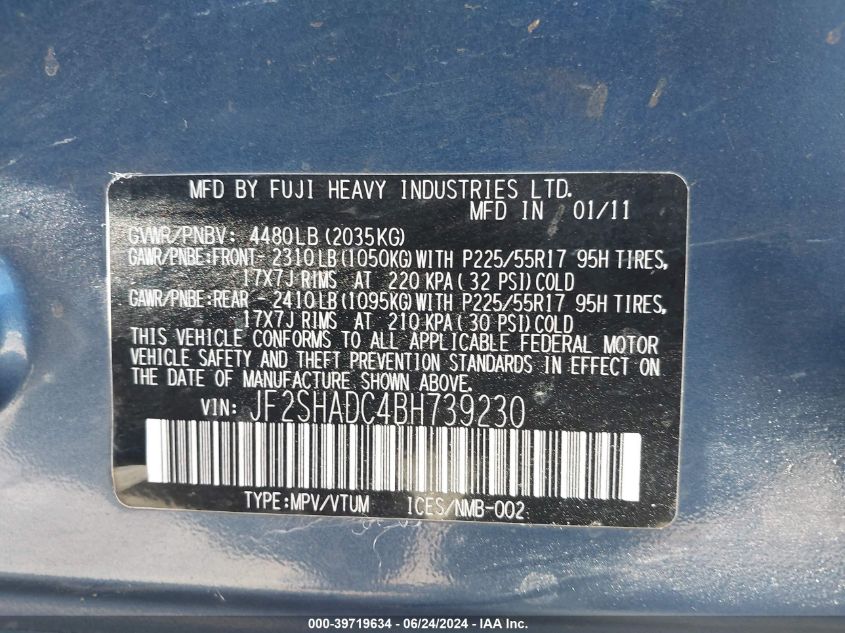 MFD BY FUJI HEAVY INDUSTRIES LTD.
MFD IN 01/11
GVWR/PNBV: 4480LB (2035KG)
GAWR/PNBE:FRONT- 2310LB(1050KG)WITH P225/55R17 95H TIRES,
17X7J RIMS AT 220 KPA( 32 PSI)COLD
GAWR/PNBE:REAR - 2410LB(1095KG)WITH P225/55R17 95H TIRES,
17X7J RIMS AT 210 KPA( 30 PSI)COLD
THIS VEHICLE CONFORMS TO ALL APPLICABLE FEDERAL MOTOR
VEHICLE SAFETY AND THEFT PREVENTION STANDARDS IN EFFECT ON
THE DATE OF MANUFACTURE SHOWN ABOVE.
VIN: JF2SHADC4BH739230
TYPE:MPV/VTUM ICES/NMB-002
000-39719634 - 06/24/2024 - IAA Inc.